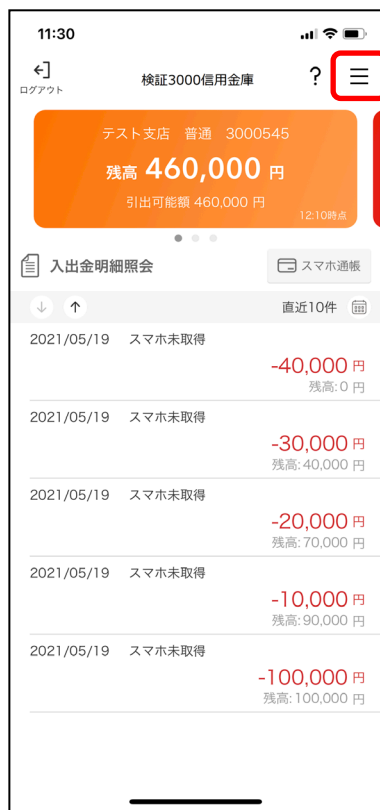 11:30
ログアウト
検証3000信用金庫
?
テスト支店 普通 3000545
残高 460,000 円
引出可能額 460,000 円
12:10時点
入出金明細照会
スマホ通帳
↓ ↑ 直近10件
2021/05/19 スマホ未取得
-40,000 円
残高:0 円
2021/05/19 スマホ未取得
-30,000 円
残高:40,000 円
2021/05/19 スマホ未取得
-20,000 円
残高:70,000 円
2021/05/19 スマホ未取得
-10,000 円
残高:90,000 円
2021/05/19 スマホ未取得
-100,000 円
残高:100,000 円